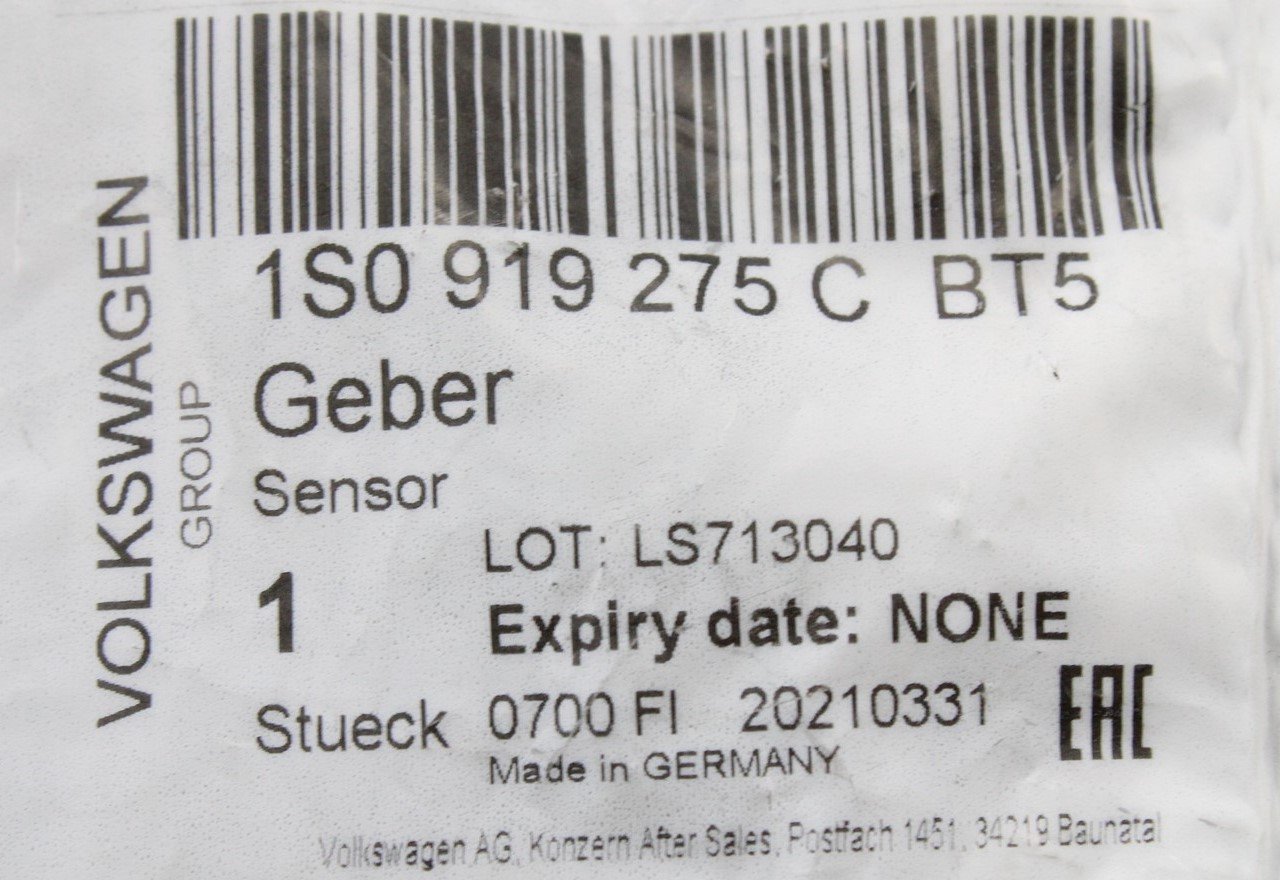 VOLKSWAGEN
GROUP
1S0 919 275 C BT5
Geber
Sensor
LOT: LS713040
1
Expiry date: NONE
Stueck 0700 FI 20210331
EAC
Made in GERMANY
Volkswagen AG, Konzern After Sales, Postfach 1451, 34219 Baunatal